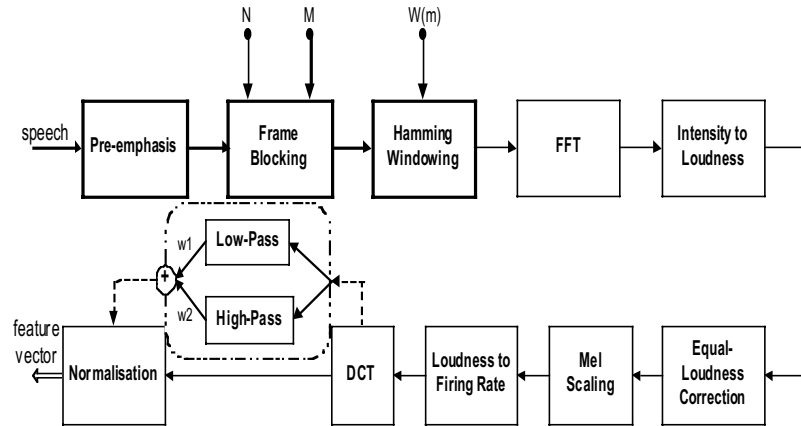 N
M
W(m)
speech
Pre-emphasis
Frame
Blocking
Hamming
Windowing
FFT
Intensity to
Loudness
w1
Low-Pass
+
w2
High-Pass
feature
vector
Normalisation
DCT
Loudness to
Firing Rate
Mel
Scaling
Equal-
Loudness
Correction